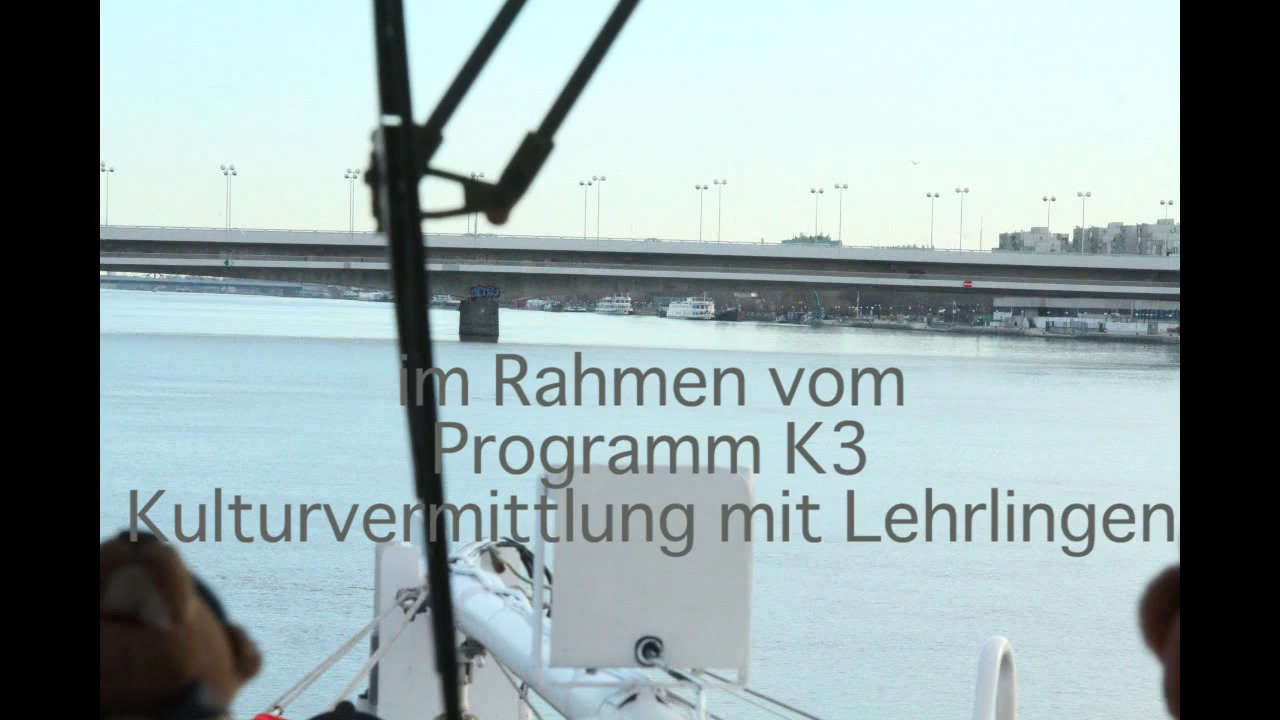 im Rahmen vom
Programm K3
Kulturvermittlung mit Lehrlingen